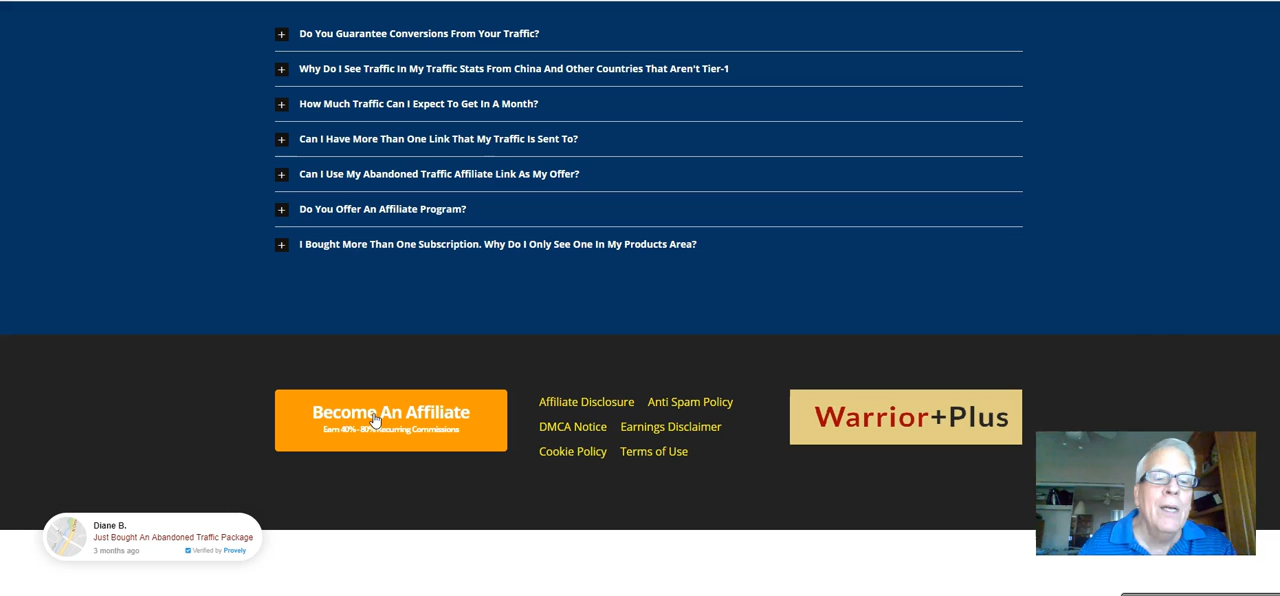 Do You Guarantee Conversions From Your Traffic?
Why Do I See Traffic In My Traffic Stats From China And Other Countries That Aren't Tier-1
How Much Traffic Can I Expect To Get In A Month?
Can I Have More Than One Link That My Traffic Is Sent To?
Can I Use My Abandoned Traffic Affiliate Link As My Offer?
Do You Offer An Affiliate Program?
I Bought More Than One Subscription. Why Do I Only See One In My Products Area?
Become An Affiliate
Earn 40% - 80% Recurring Commissions
Affiliate Disclosure Anti Spam Policy
DMCA Notice Earnings Disclaimer
Cookie Policy Terms of Use
Warrior+Plus
Diane B.
Just Bought An Abandoned Traffic Package
3 months ago Verified by Provely